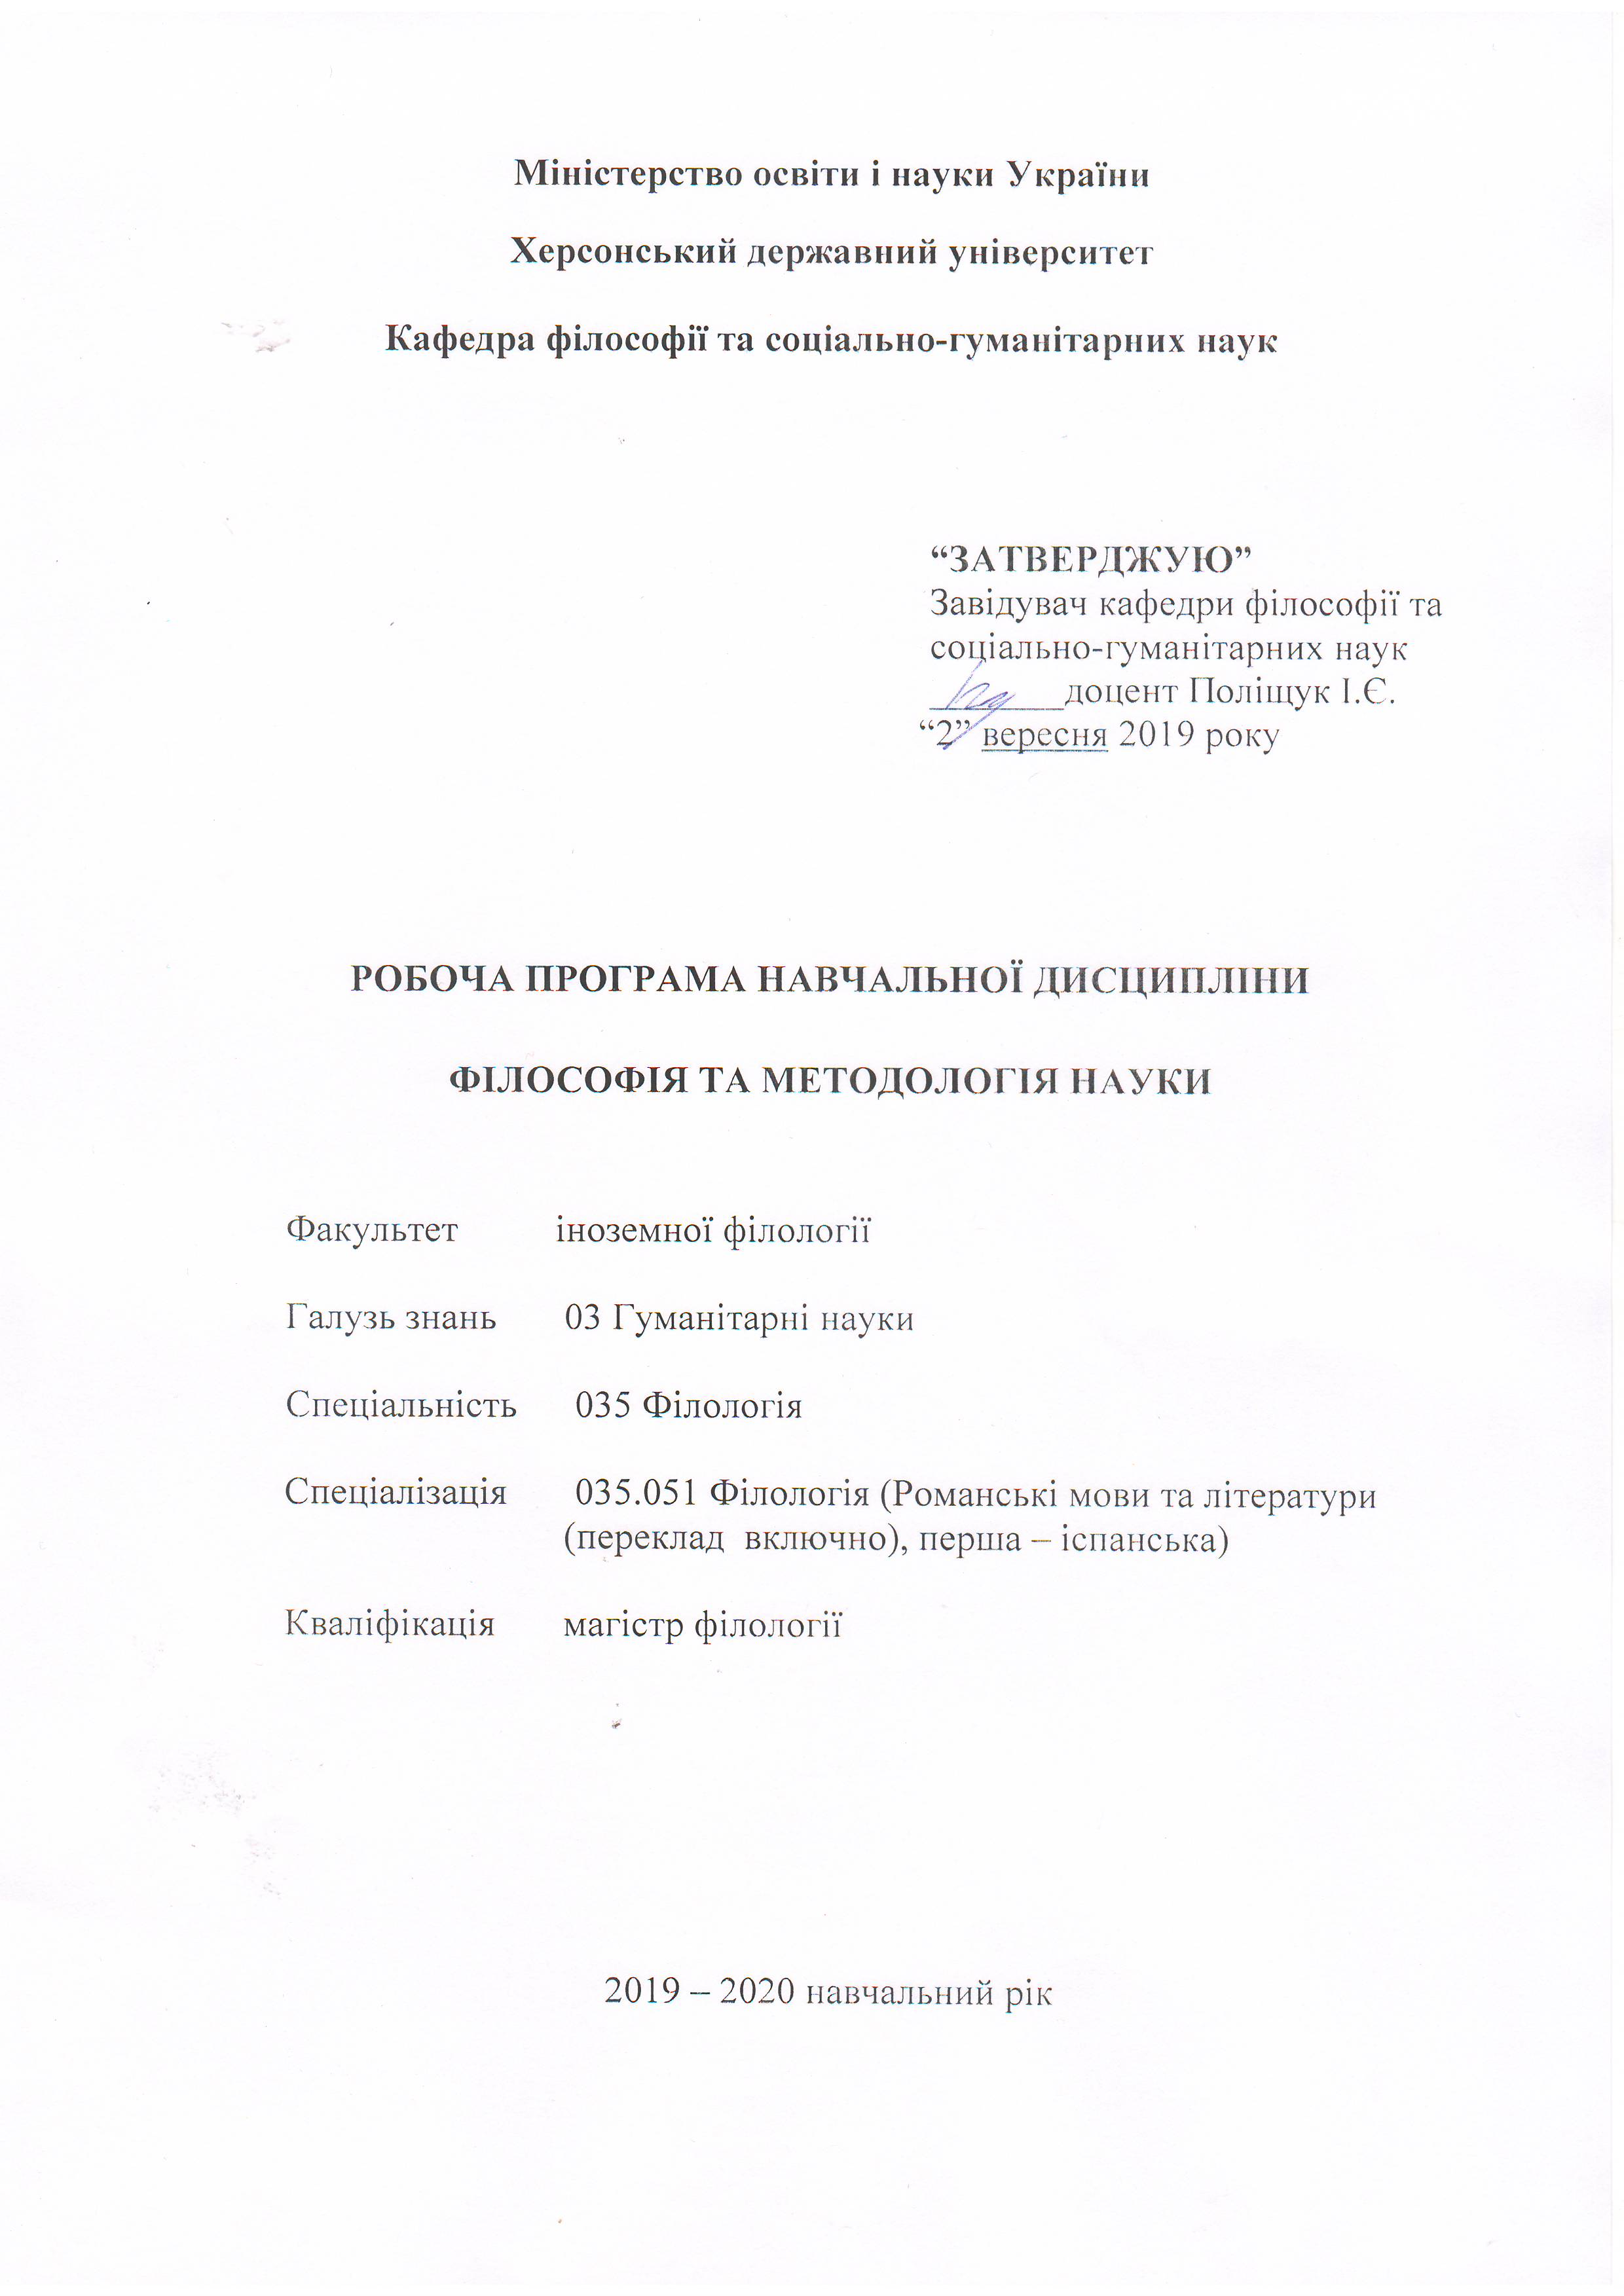 Міністерство освіти і науки України
Херсонський державний університет
Кафедра філософії та соціально-гуманітарних наук
“ЗАТВЕРДЖУЮ”
Завідувач кафедри філософії та
соціально-гуманітарних наук
_______доцент Поліщук І.Є.
“2” вересня 2019 року
РОБОЧА ПРОГРАМА НАВЧАЛЬНОЇ ДИСЦИПЛІНИ
ФІЛОСОФІЯ ТА МЕТОДОЛОГІЯ НАУКИ
Факультет іноземної філології
Галузь знань 03 Гуманітарні науки
Спеціальність 035 Філологія
Спеціалізація 035.051 Філологія (Романські мови та літератури
(переклад включно), перша – іспанська)
Кваліфікація магістр філології
2019 – 2020 навчальний рік